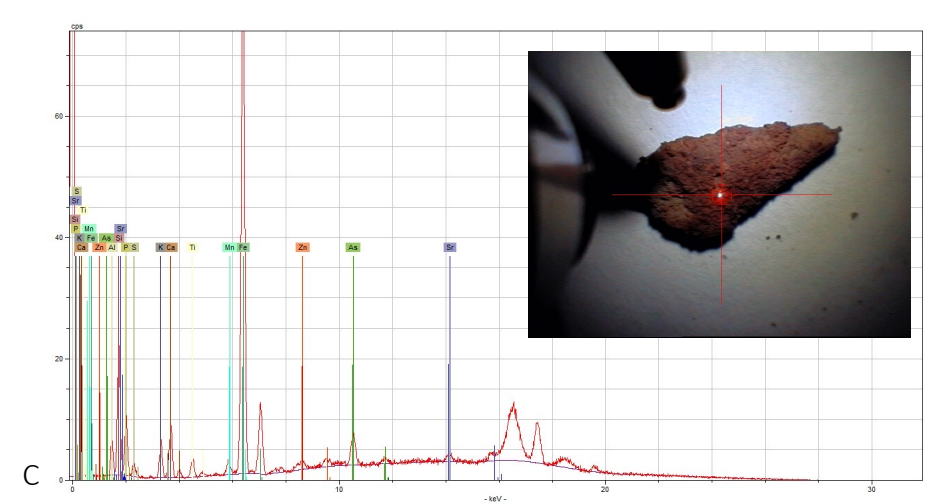 cps
60
S
Sr
Ti
Si
P Mn Sr
K Fe As Si
Ca Zn Al P S K Ca Ti Mn Fe Zn As Sr
40
20
0 10 20 30
- keV -
C